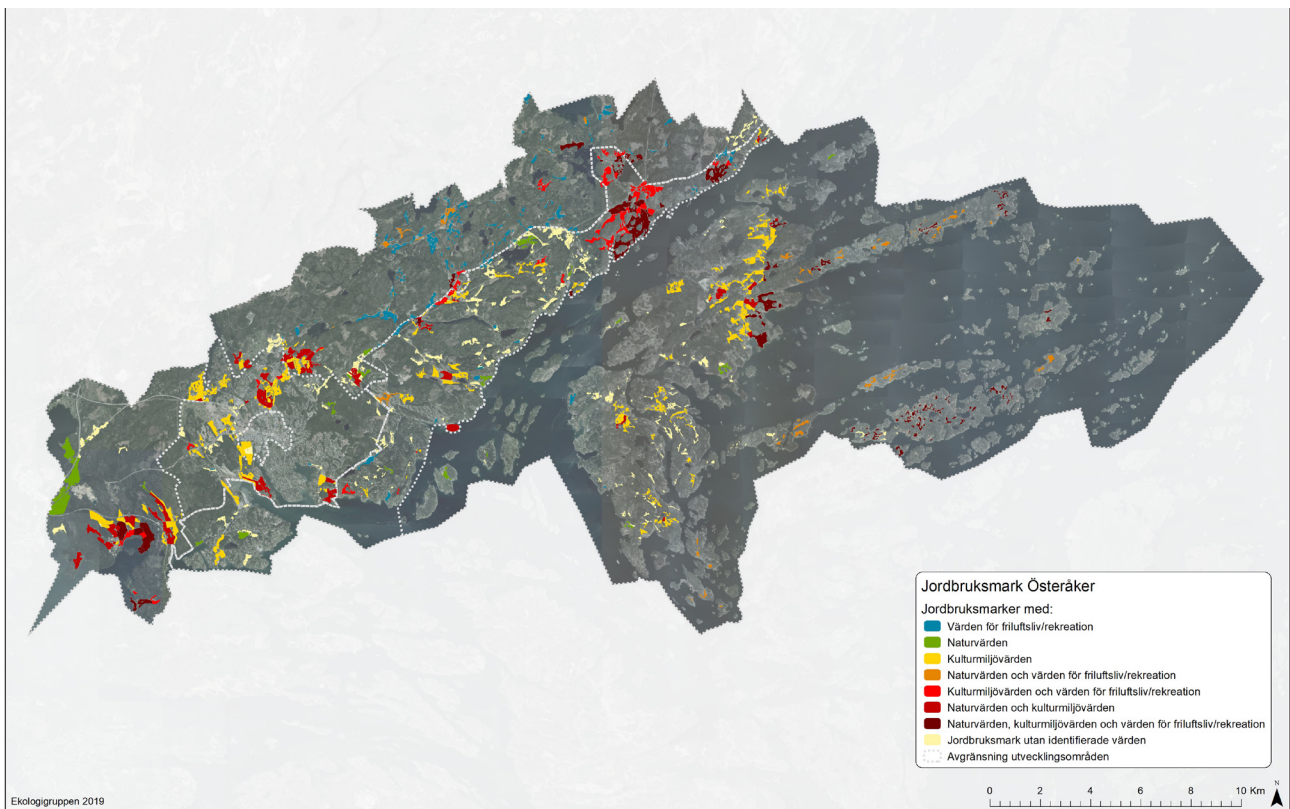 Jordbruksmark Österåker
Jordbruksmarker med:
Värden för friluftsliv/rekreation
Naturvärden
Kulturmiljövärden
Naturvärden och värden för friluftsliv/rekreation
Kulturmiljövärden och värden för friluftsliv/rekreation
Naturvärden och kulturmiljövärden
Naturvärden, kulturmiljövärden och värden för friluftsliv/rekreation
Jordbruksmark utan identifierade värden
Avgränsning utvecklingsområden
0 2 4 6 8 10 Km
N
Ekologigruppen 2019